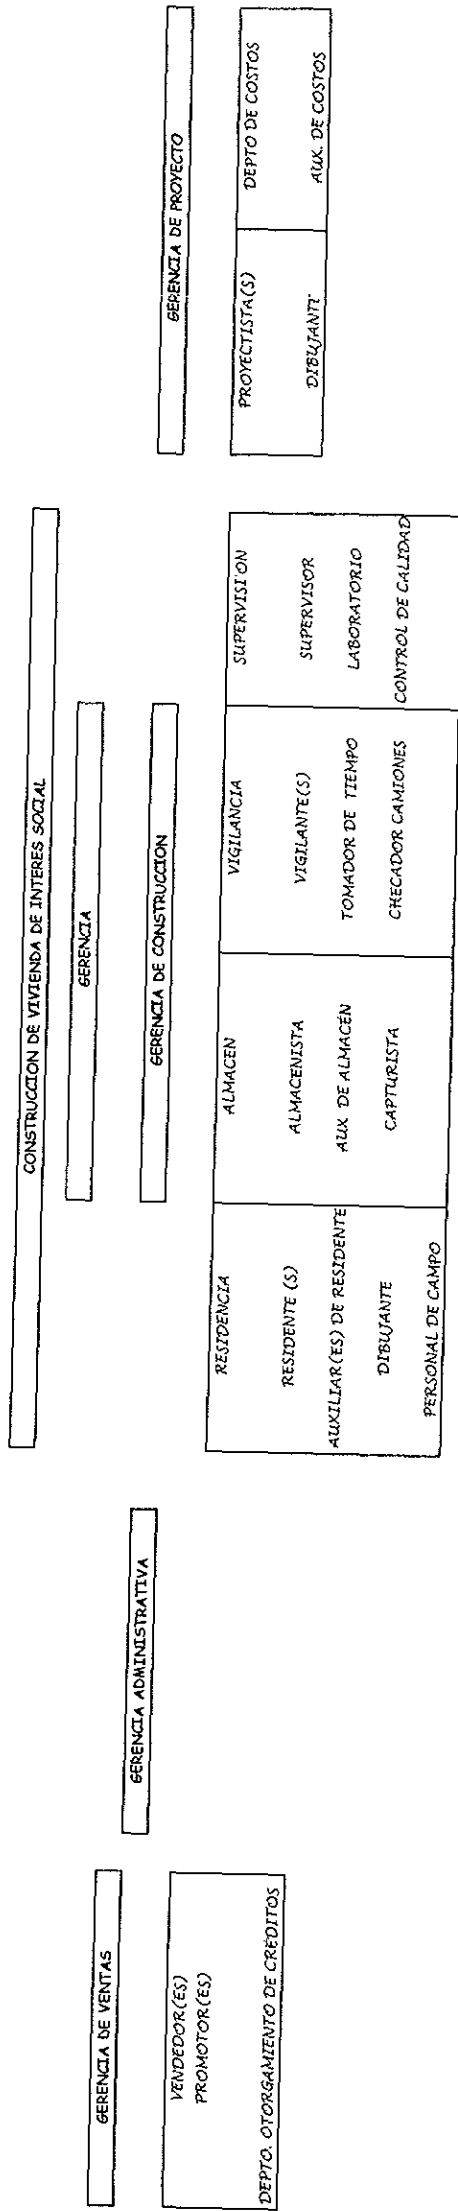 CONSTRUCCION DE VIVIENDA DE INTERES SOCIAL
GERENCIA
GERENCIA DE VENTAS
GERENCIA ADMINISTRATIVA
GERENCIA DE CONSTRUCCION
GERENCIA DE PROYECTO
VENDEDOR(ES)
PROMOTOR(ES)
DEPTO. OTORGAMIENTO DE CRÉDITOS
RESIDENCIA
RESIDENTE (S)
AUXILIAR(ES) DE RESIDENTE
DIBUJANTE
PERSONAL DE CAMPO
ALMACEN
ALMACENISTA
AUX. DE ALMACÉN
CAPTURISTA
VIGILANCIA
VIGILANTE(S)
TOMADOR DE TIEMPO
CHECADOR CAMIONES
SUPERVISION
SUPERVISOR
LABORATORIO
CONTROL DE CALIDAD
PROYECTISTA(S)
DIBUJANTE
DEPTO DE COSTOS
AUX. DE COSTOS